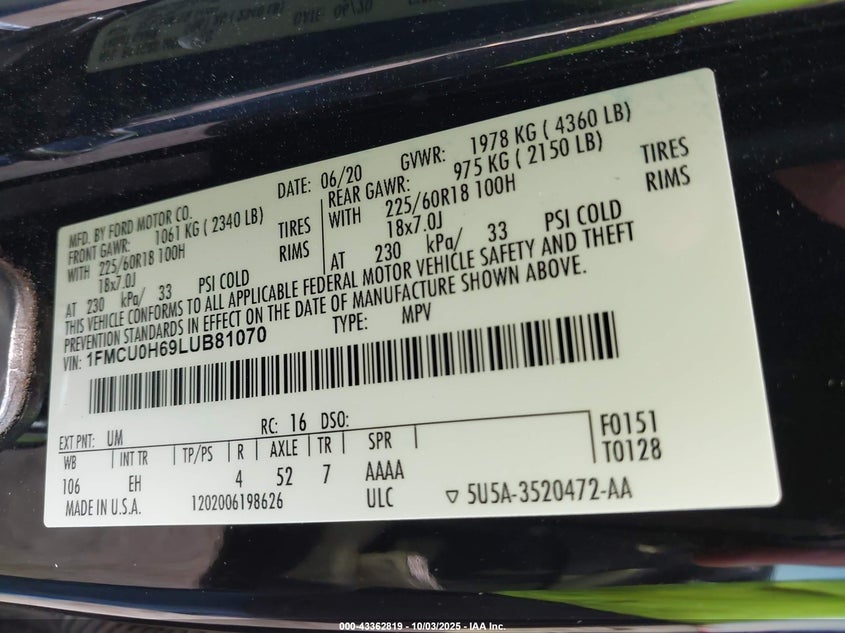 MFD. BY FORD MOTOR CO. DATE: 06/20 GVWR: 1978 KG ( 4360 LB)
FRONT GAWR: 1061 KG ( 2340 LB) REAR GAWR: 975 KG ( 2150 LB)
WITH 225/60R18 100H TIRES WITH 225/60R18 100H TIRES
18x7.0J RIMS 18x7.0J RIMS
AT 230 kPa/ 33 PSI COLD AT 230 kPa/ 33 PSI COLD
THIS VEHICLE CONFORMS TO ALL APPLICABLE FEDERAL MOTOR VEHICLE SAFETY AND THEFT
PREVENTION STANDARDS IN EFFECT ON THE DATE OF MANUFACTURE SHOWN ABOVE.
VIN: 1FMCU0H69LUB81070 TYPE: MPV
EXT PNT: UM RC: 16 DSO:
WB INT TR TP/PS R AXLE TR SPR F0151
106 EH 4 52 7 AAAA T0128
MADE IN U.S.A. 1202006198626 ULC ▽ 5U5A-3520472-AA
000-43362819 - 10/03/2025 - IAA Inc.